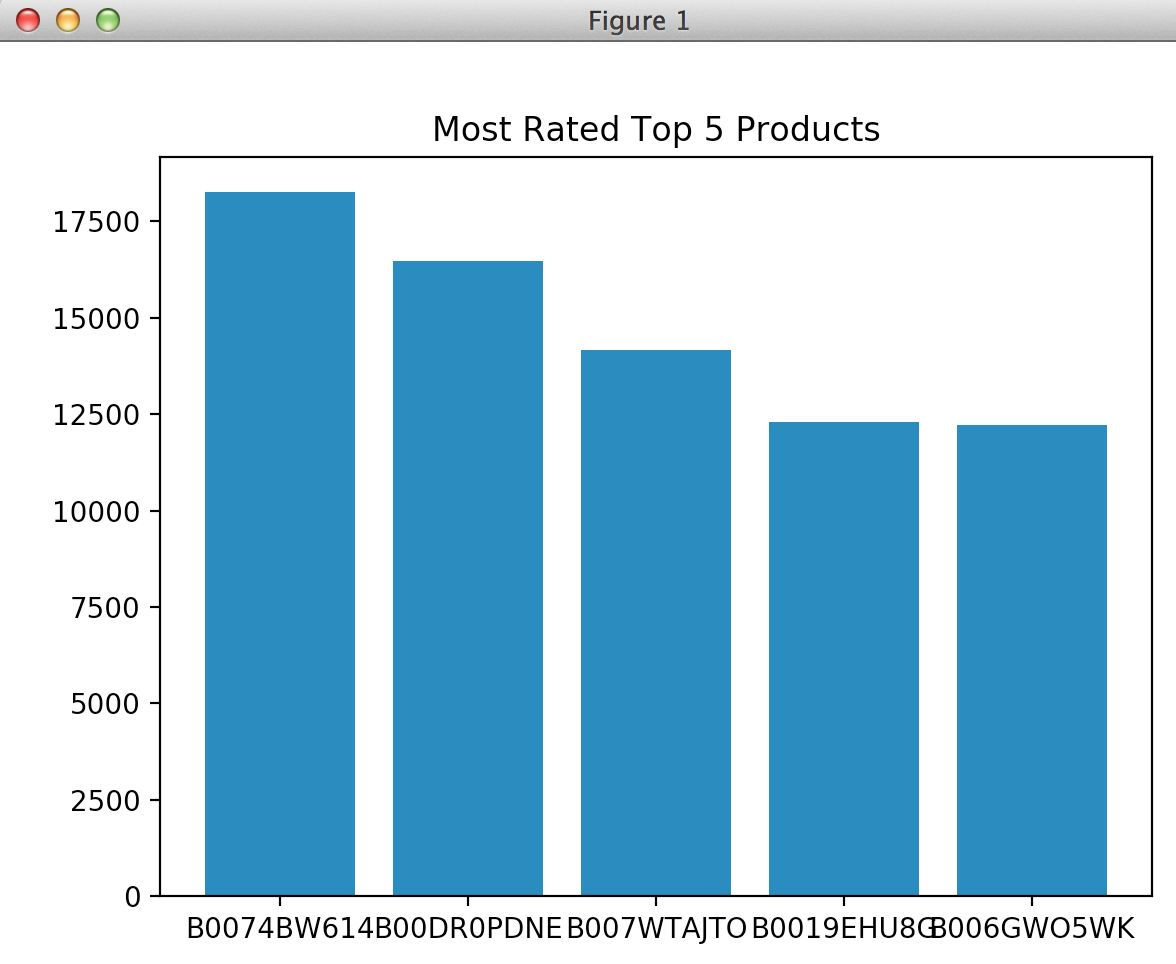 Figure 1
Most Rated Top 5 Products
17500
15000
12500
10000
7500
5000
2500
0
B0074BW614 B00DR0PDNE B007WTAJTO B0019EHU8G B006GWO5WK